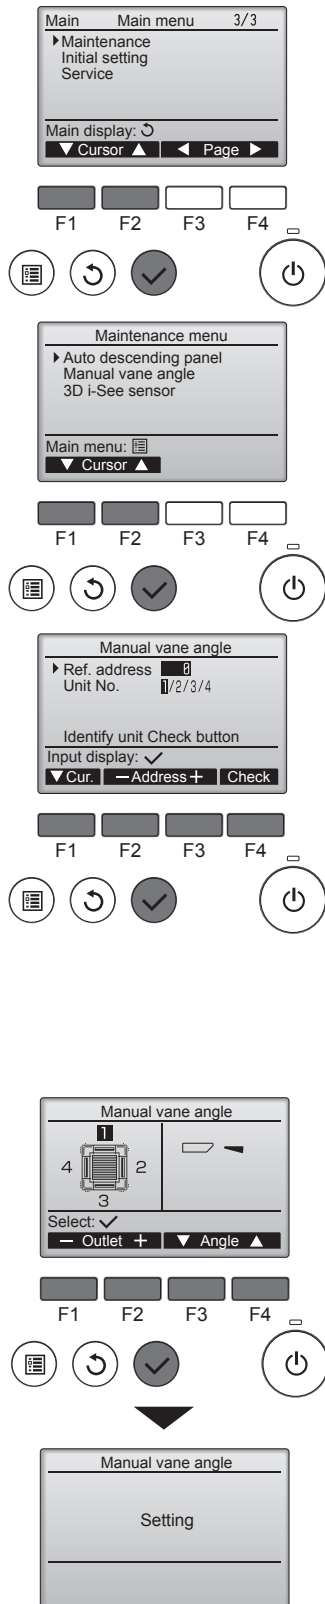 Main Main menu 3/3
Maintenance
Initial setting
Service
Main display:
▼ Cursor ▲ ◀ Page ▶
F1 F2 F3 F4
Maintenance menu
Auto descending panel
Manual vane angle
3D i-See sensor
Main menu:
▼ Cursor ▲
F1 F2 F3 F4
Manual vane angle
Ref. address 0
Unit No. 1/2/3/4
Identify unit Check button
Input display: ✓
▼ Cur. − Address + Check
F1 F2 F3 F4
Manual vane angle
1
4 2
3
Select: ✓
− Outlet + ▼ Angle ▲
F1 F2 F3 F4
Manual vane angle
Setting